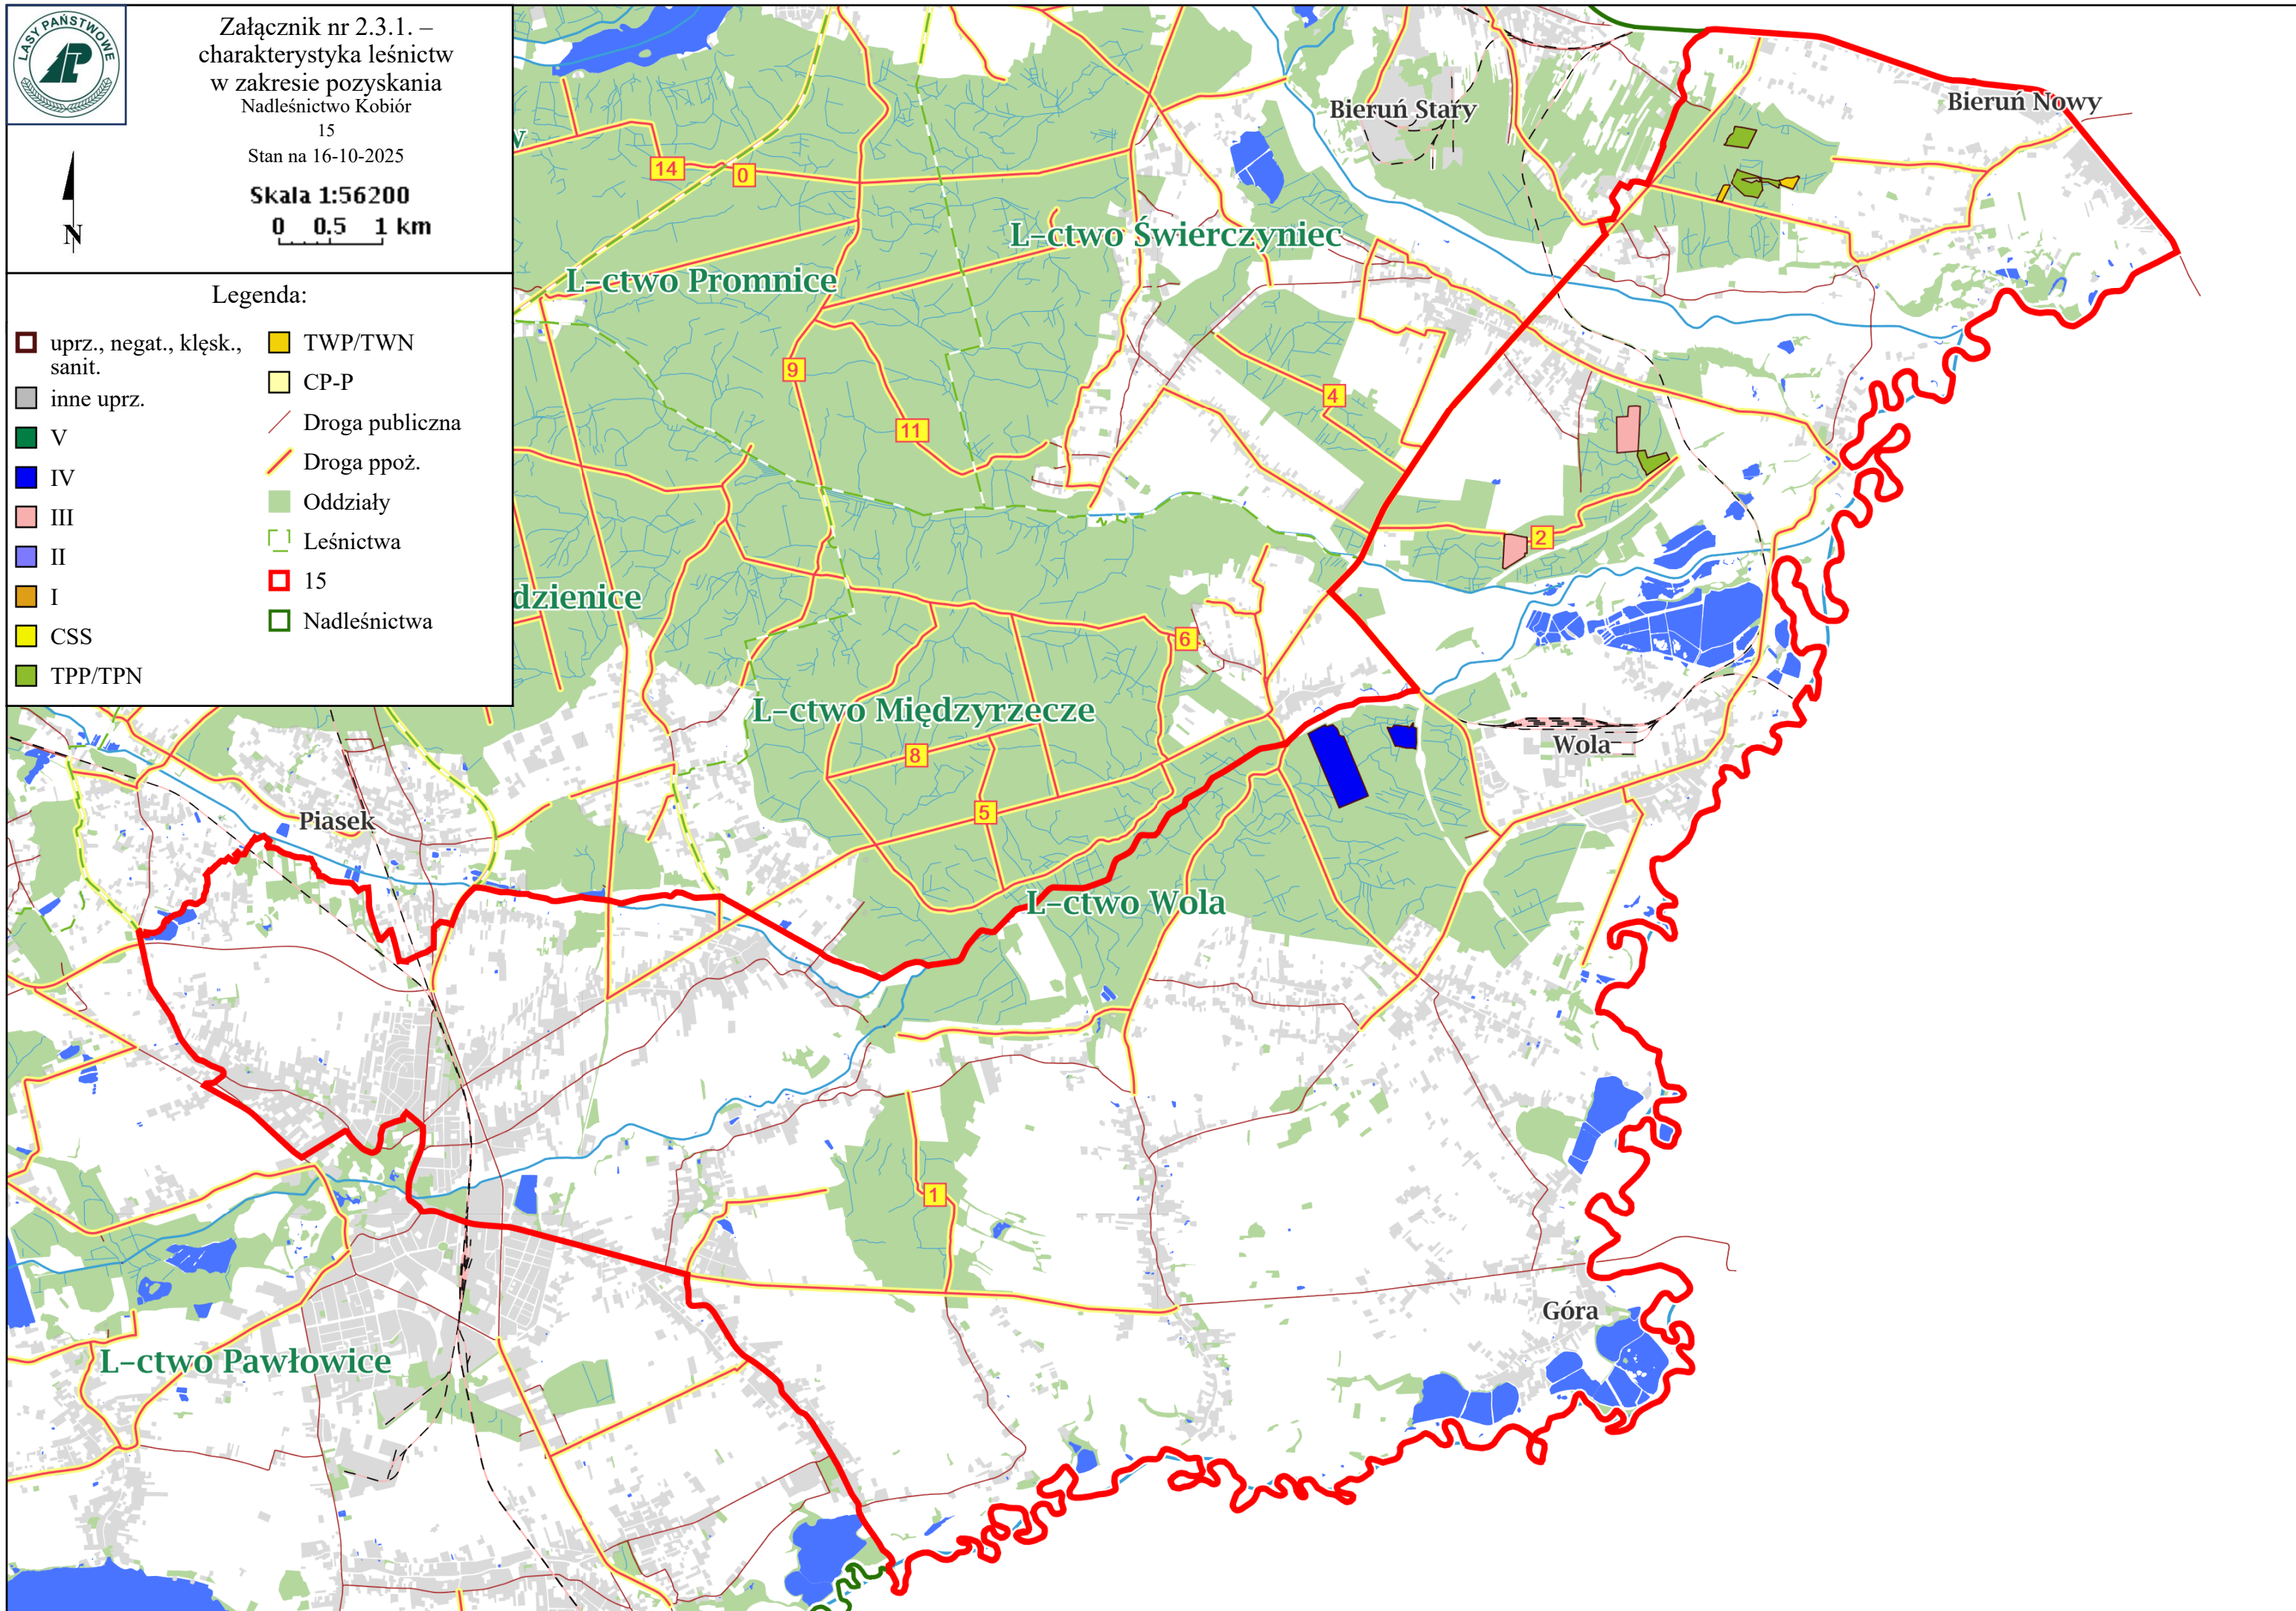 LASY PAŃSTWOWE
Załącznik nr 2.3.1. –
charakterystyka leśnictw
w zakresie pozyskania
Nadleśnictwo Kobiór
15
Stan na 16-10-2025
Skala 1:56200
0 0.5 1 km
N
Legenda:
uprz., negat., klęsk.,
sanit.
inne uprz.
V
IV
III
II
I
CSS
TPP/TPN
TWP/TWN
CP-P
Droga publiczna
Droga ppoż.
Oddziały
Leśnictwa
15
Nadleśnictwa
Bieruń Stary
Bieruń Nowy
14
0
L-ctwo Świerczyniec
L-ctwo Promnice
9
4
11
2
dzienice
6
L-ctwo Międzyrzecze
8
Wola
5
Piasek
L-ctwo Wola
1
Góra
L-ctwo Pawłowice